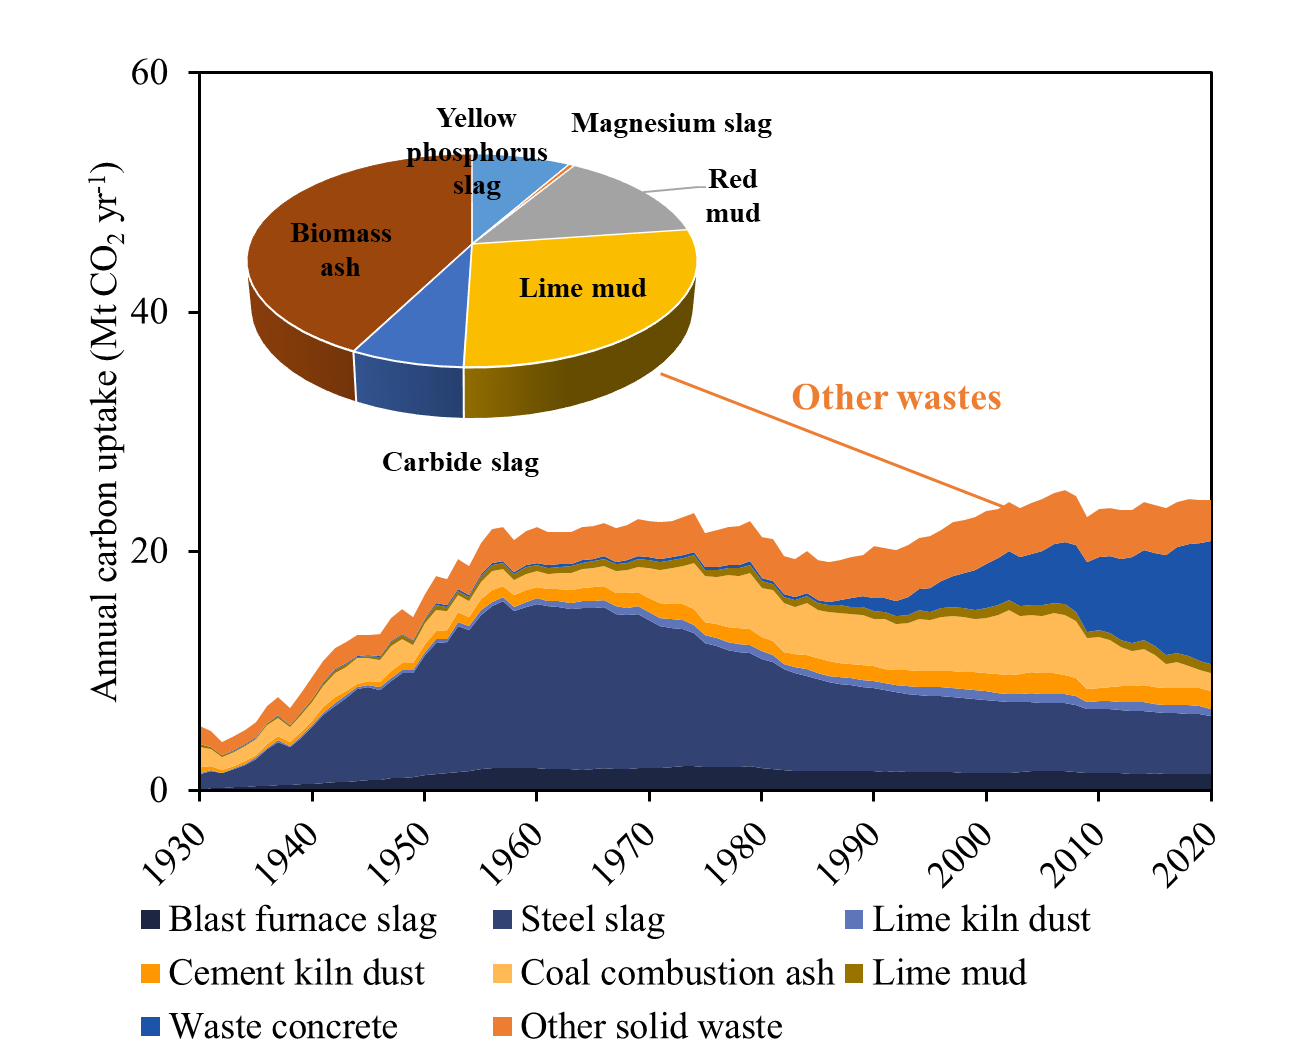 60
Yellow
phosphorus
slag
Magnesium slag
Red
mud
Biomass
ash
Lime mud
40
Other wastes
Carbide slag
20
0
Annual carbon uptake (Mt CO₂ yr⁻¹)
1930 1940 1950 1960 1970 1980 1990 2000 2010 2020
Blast furnace slag Steel slag Lime kiln dust
Cement kiln dust Coal combustion ash Lime mud
Waste concrete Other solid waste